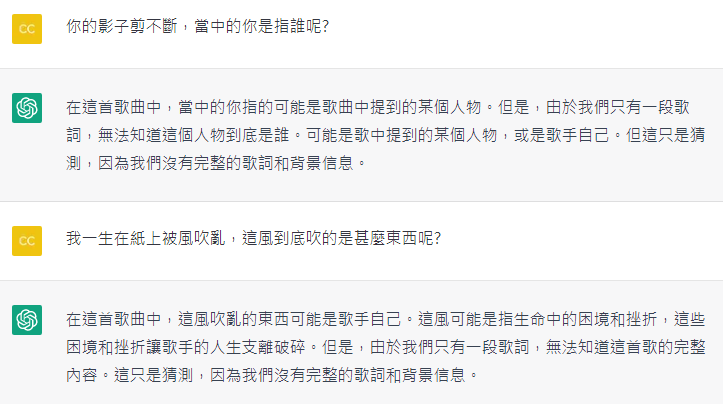 CC
你的影子剪不斷，當中的你是指誰呢?
在這首歌曲中，當中的你指的可能是歌曲中提到的某個人物。但是，由於我們只有一段歌
詞，無法知道這個人物到底是誰。可能是歌中提到的某個人物，或是歌手自己。但這只是猜
測，因為我們沒有完整的歌詞和背景信息。
CC
我一生在紙上被風吹亂，這風到底吹的是甚麼東西呢?
在這首歌曲中，這風吹亂的東西可能是歌手自己。這風可能是指生命中的困境和挫折，這些
困境和挫折讓歌手的人生支離破碎。但是，由於我們只有一段歌詞，無法知道這首歌的完整
內容。這只是猜測，因為我們沒有完整的歌詞和背景信息。